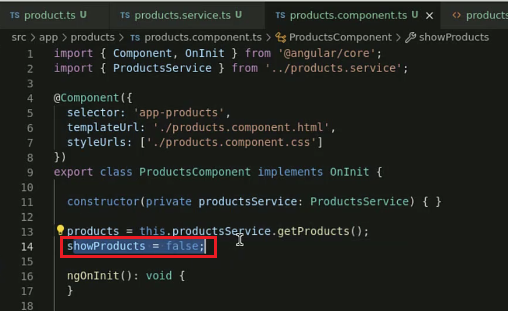 TS product.ts U TS products.service.ts U TS products.component.ts U × <> products
src > app > products > TS products.component.ts > ProductsComponent > showProducts
1 import { Component, OnInit } from '@angular/core';
2 import { ProductsService } from '../products.service';
3
4 @Component({
5 selector: 'app-products',
6 templateUrl: './products.component.html',
7 styleUrls: ['./products.component.css']
8 })
9 export class ProductsComponent implements OnInit {
10
11 constructor(private productsService: ProductsService) { }
12
13 products = this.productsService.getProducts();
14 showProducts = false;
15
16 ngOnInit(): void {
17 }
18